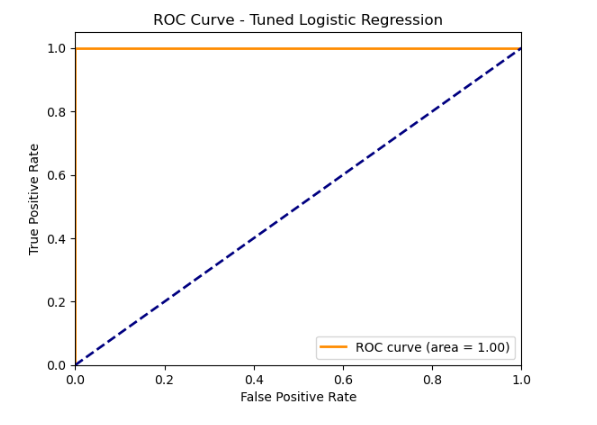 ROC Curve - Tuned Logistic Regression
1.0
0.8
0.6
0.4
0.2
0.0
True Positive Rate
ROC curve (area = 1.00)
0.0 0.2 0.4 0.6 0.8 1.0
False Positive Rate